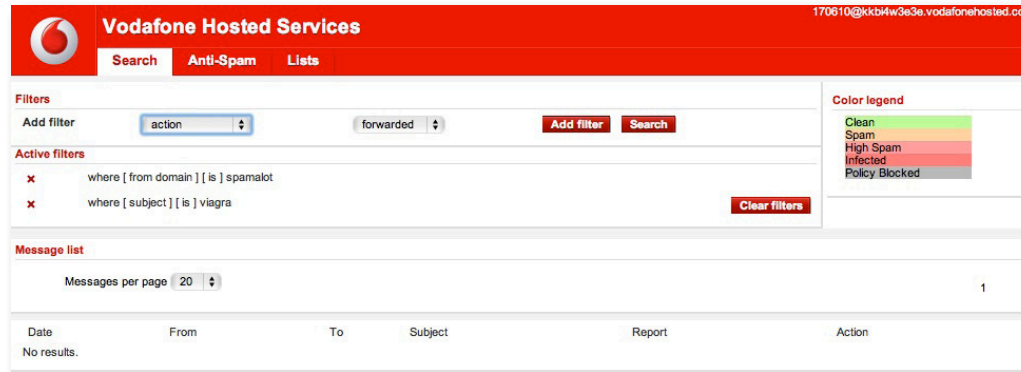 170610@kkbi4w3e3e.vodafonehosted.co
Vodafone Hosted Services
Search Anti-Spam Lists
Filters
Add filter action forwarded Add filter Search
Active filters
where [ from domain ] [ is ] spamalot
where [ subject ] [ is ] viagra
Clear filters
Color legend
Clean
Spam
High Spam
Infected
Policy Blocked
Message list
Messages per page 20
1
Date From To Subject Report Action
No results.